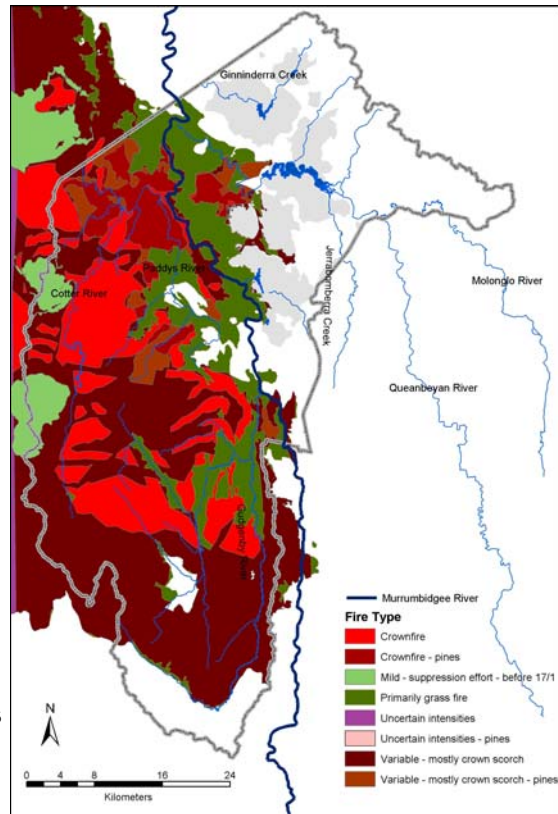 Ginninderra Creek
Paddys River
Cotter River
Jerrabomberra Creek
Molonglo River
Queanbeyan River
Gudgenby River
Murrumbidgee River
Fire Type
Crownfire
Crownfire - pines
Mild - suppression effort - before 17/1
Primarily grass fire
Uncertain intensities
Uncertain intensities - pines
Variable - mostly crown scorch
Variable - mostly crown scorch - pines
N
0 4 8 16 24
Kilometers